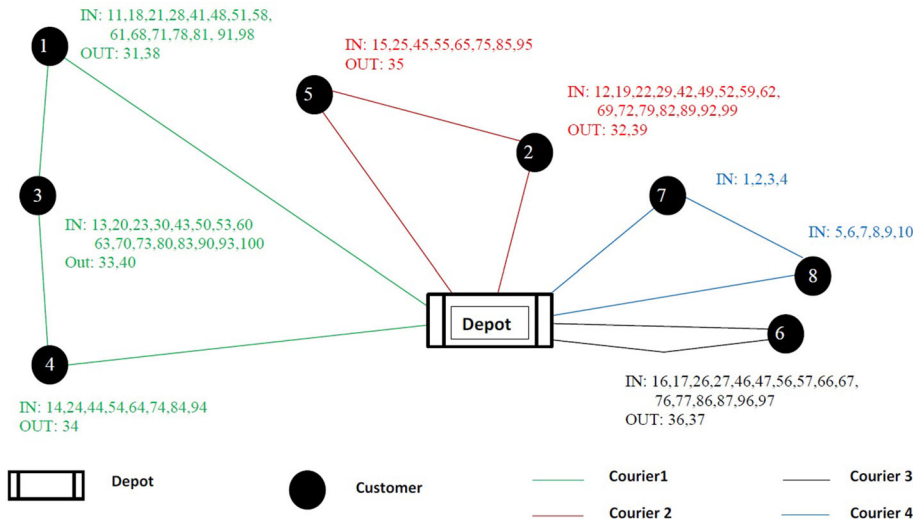 IN: 11,18,21,28,41,48,51,58,
61,68,71,78,81, 91,98
OUT: 31,38
1
IN: 15,25,45,55,65,75,85,95
OUT: 35
5
IN: 12,19,22,29,42,49,52,59,62,
69,72,79,82,89,92,99
OUT: 32,39
2
3
IN: 13,20,23,30,43,50,53,60
63,70,73,80,83,90,93,100
Out: 33,40
7
IN: 1,2,3,4
IN: 5,6,7,8,9,10
8
Depot
6
4
IN: 16,17,26,27,46,47,56,57,66,67,
76,77,86,87,96,97
OUT: 36,37
IN: 14,24,44,54,64,74,84,94
OUT: 34
Depot
Customer
Courier1
Courier 2
Courier 3
Courier 4